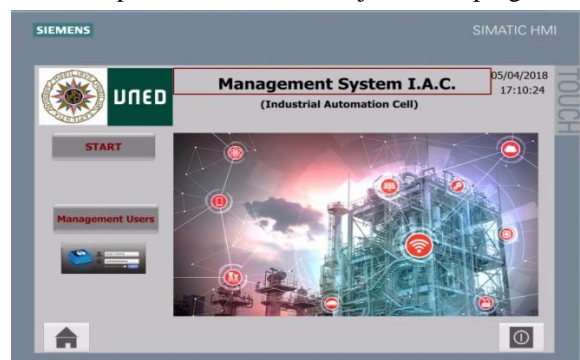 SIEMENS
SIMATIC HMI
TOUCH
UNED
Management System I.A.C.
(Industrial Automation Cell)
05/04/2018
17:10:24
START
Management Users